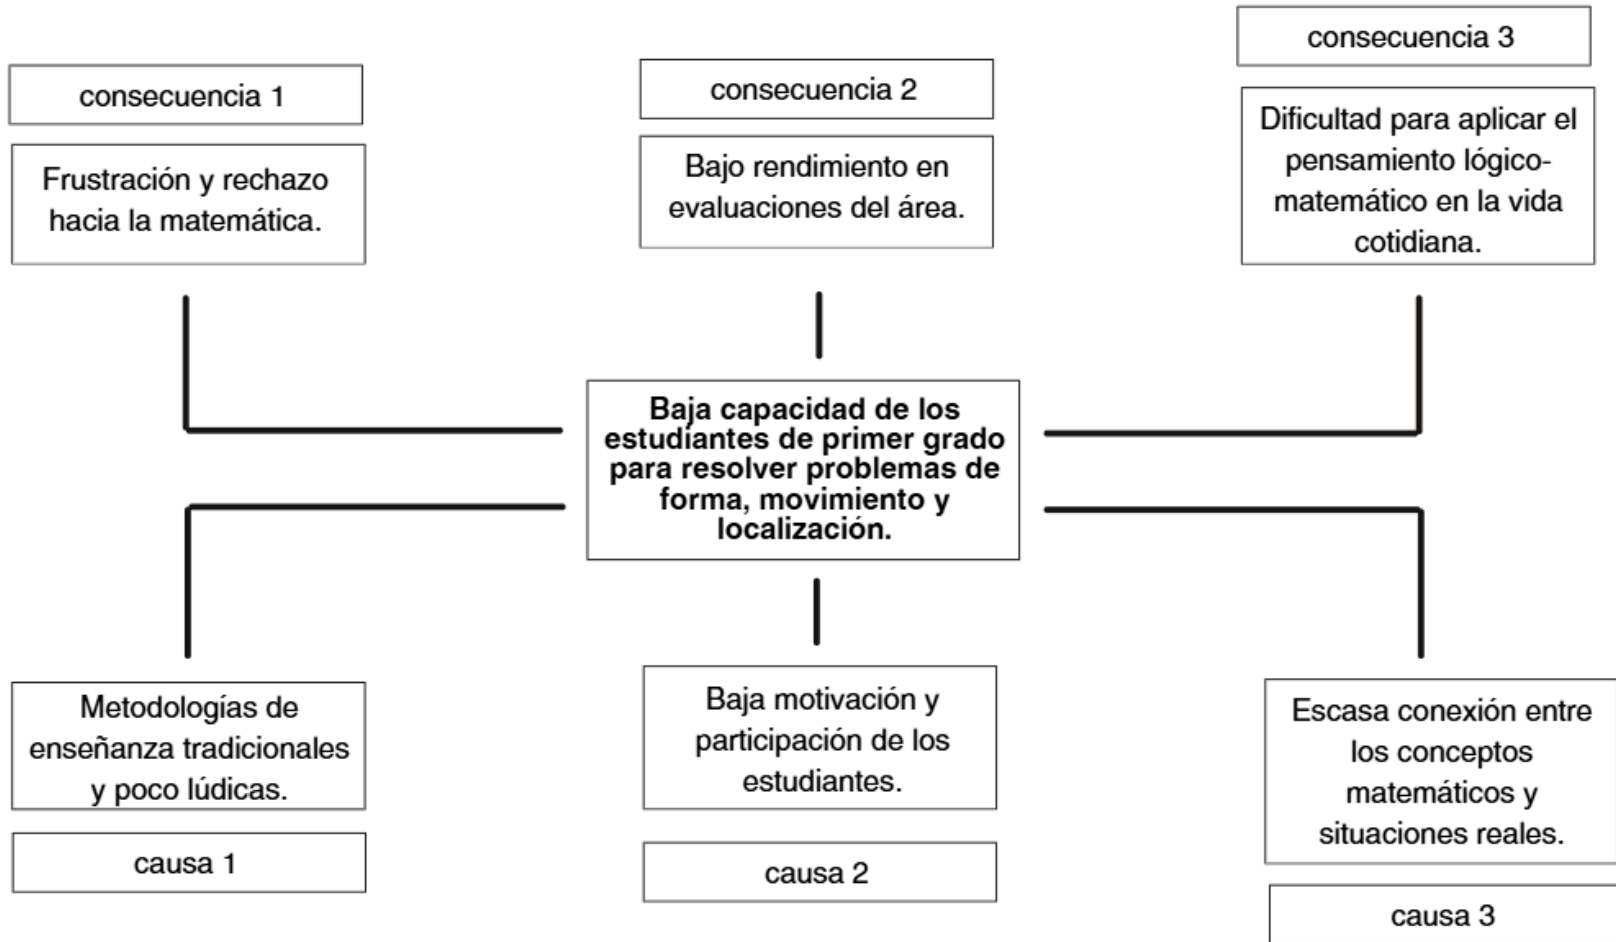 consecuencia 1
Frustración y rechazo
hacia la matemática.
consecuencia 2
Bajo rendimiento en
evaluaciones del área.
consecuencia 3
Dificultad para aplicar el
pensamiento lógico-
matemático en la vida
cotidiana.
Baja capacidad de los
estudiantes de primer grado
para resolver problemas de
forma, movimiento y
localización.
Metodologías de
enseñanza tradicionales
y poco lúdicas.
causa 1
Baja motivación y
participación de los
estudiantes.
causa 2
Escasa conexión entre
los conceptos
matemáticos y
situaciones reales.
causa 3